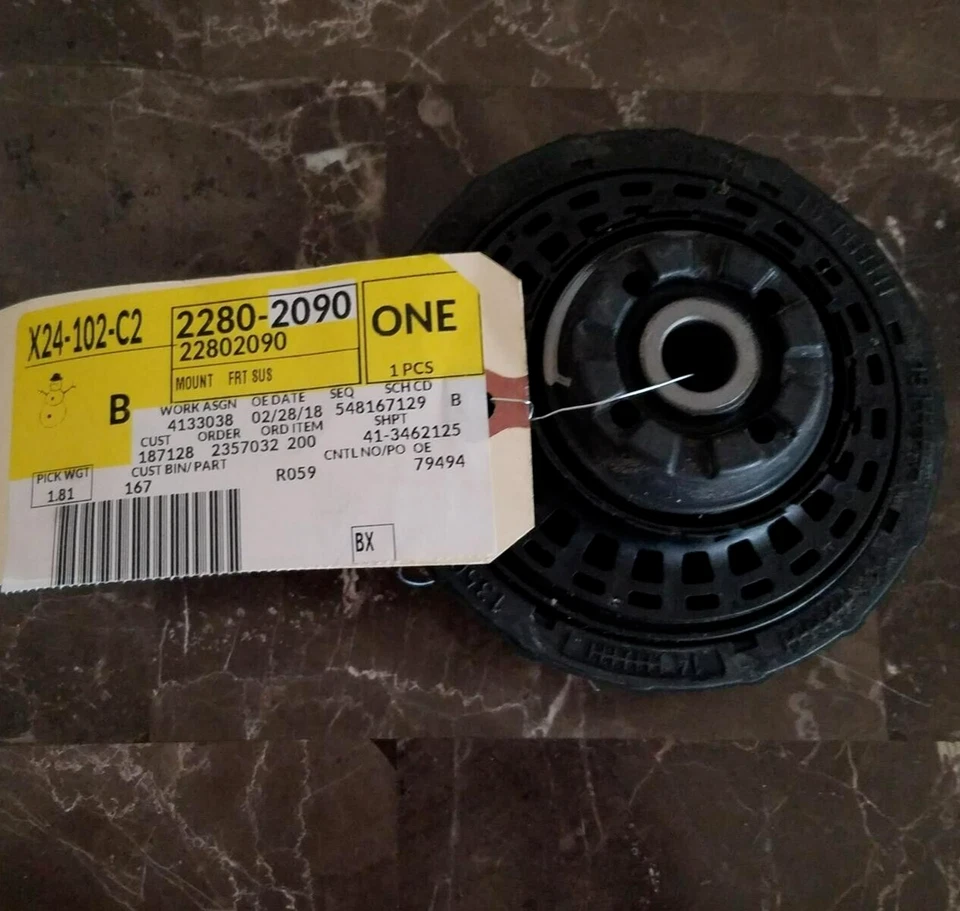 X24-102-C2
2280-2090
22802090
MOUNT FRT SUS
ONE
1 PCS
B
WORK ASGN OE DATE SEQ SCH CD
4133038 02/28/18 548167129 B
CUST ORDER ORD ITEM SHPT
187128 2357032 200 41-3462125
CUST BIN/PART CNTL NO/PO OE
167 R059 79494
PICK WGT
1.81
BX